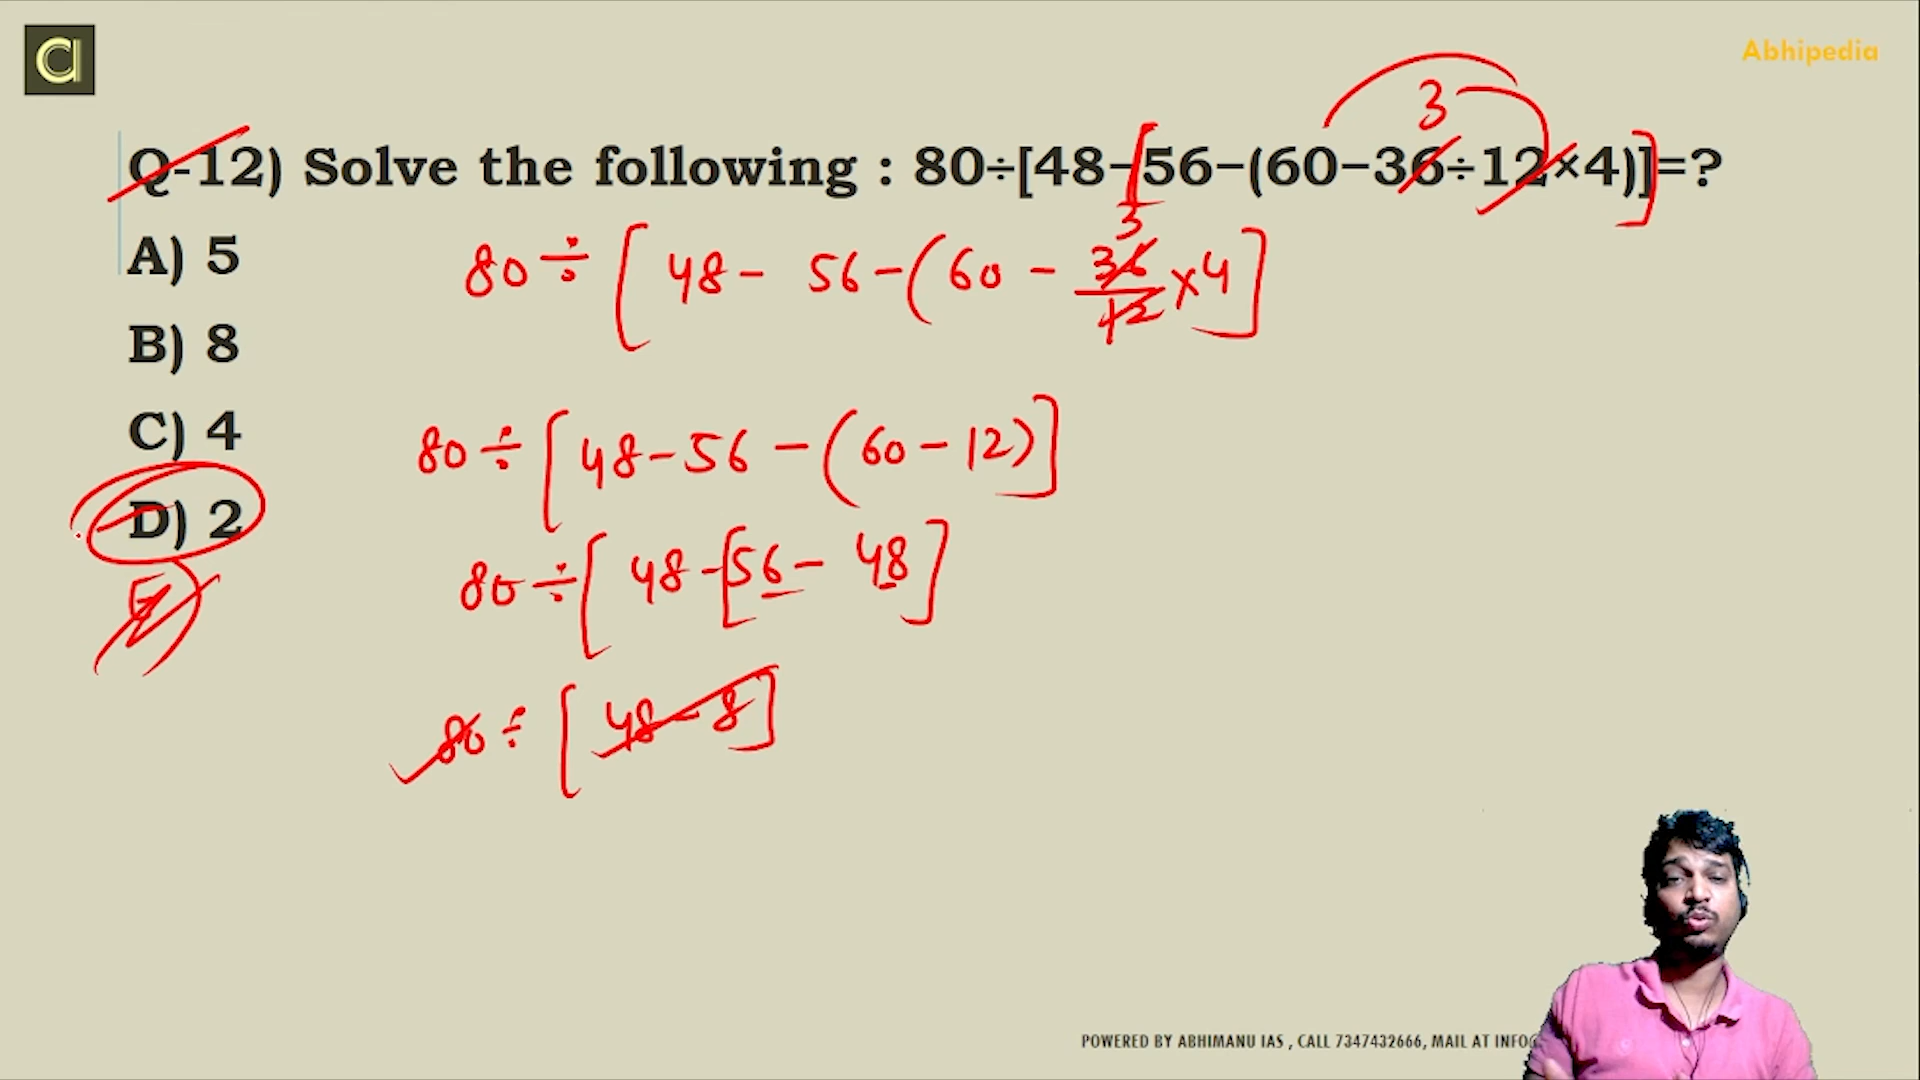 Abhipedia
3
Q-12) Solve the following : 80÷[48−[56−(60−36÷12×4)]]=?
A) 5
80 ÷ [ 48 - 56 - ( 60 - 36/12 × 4 ]
3
B) 8
C) 4
80 ÷ [ 48 - 56 - ( 60 - 12 ) ]
D) 2
80 ÷ [ 48 - [ 56 - 48 ]
80 ÷ [ 48 - 8 ]
POWERED BY ABHIMANU IAS , CALL 7347432666, MAIL AT INFO